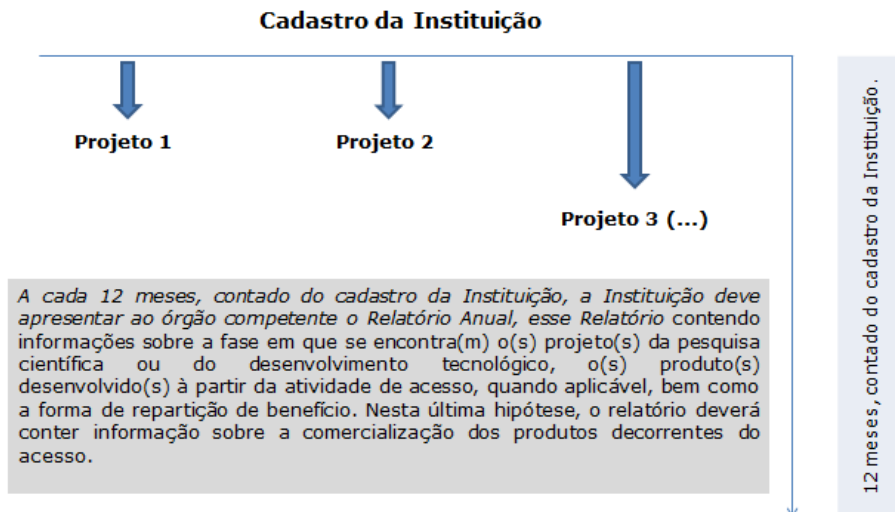 Cadastro da Instituição
Projeto 1
Projeto 2
Projeto 3 (...)
A cada 12 meses, contado do cadastro da Instituição, a Instituição deve
apresentar ao órgão competente o Relatório Anual, esse Relatório contendo
informações sobre a fase em que se encontra(m) o(s) projeto(s) da pesquisa
científica ou do desenvolvimento tecnológico, o(s) produto(s)
desenvolvido(s) à partir da atividade de acesso, quando aplicável, bem como
a forma de repartição de benefício. Nesta última hipótese, o relatório deverá
conter informação sobre a comercialização dos produtos decorrentes do
acesso.
12 meses, contado do cadastro da Instituição.